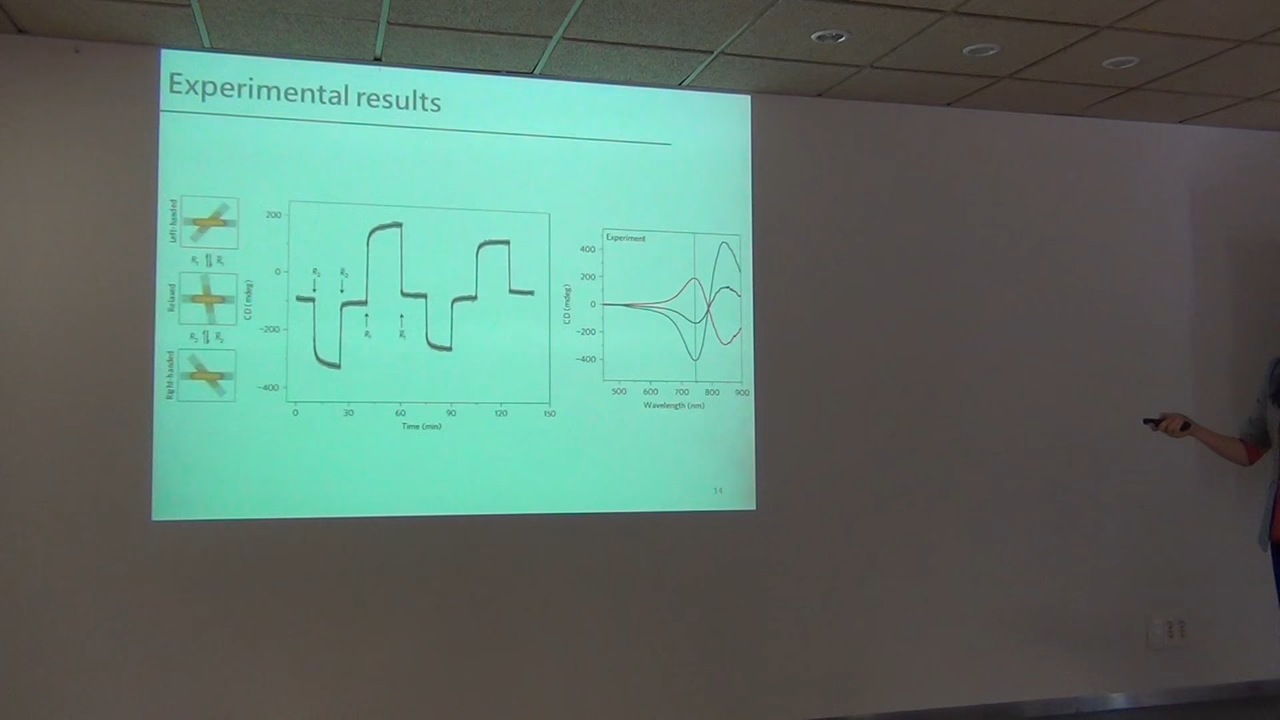 Experimental results
Left-handed
Relaxed
Right-handed
CD (mdeg)
200
0
−200
−400
0 30 60 90 120 150
Time (min)
Experiment
CD (mdeg)
400
200
0
−200
−400
500 600 700 800 900
Wavelength (nm)
14